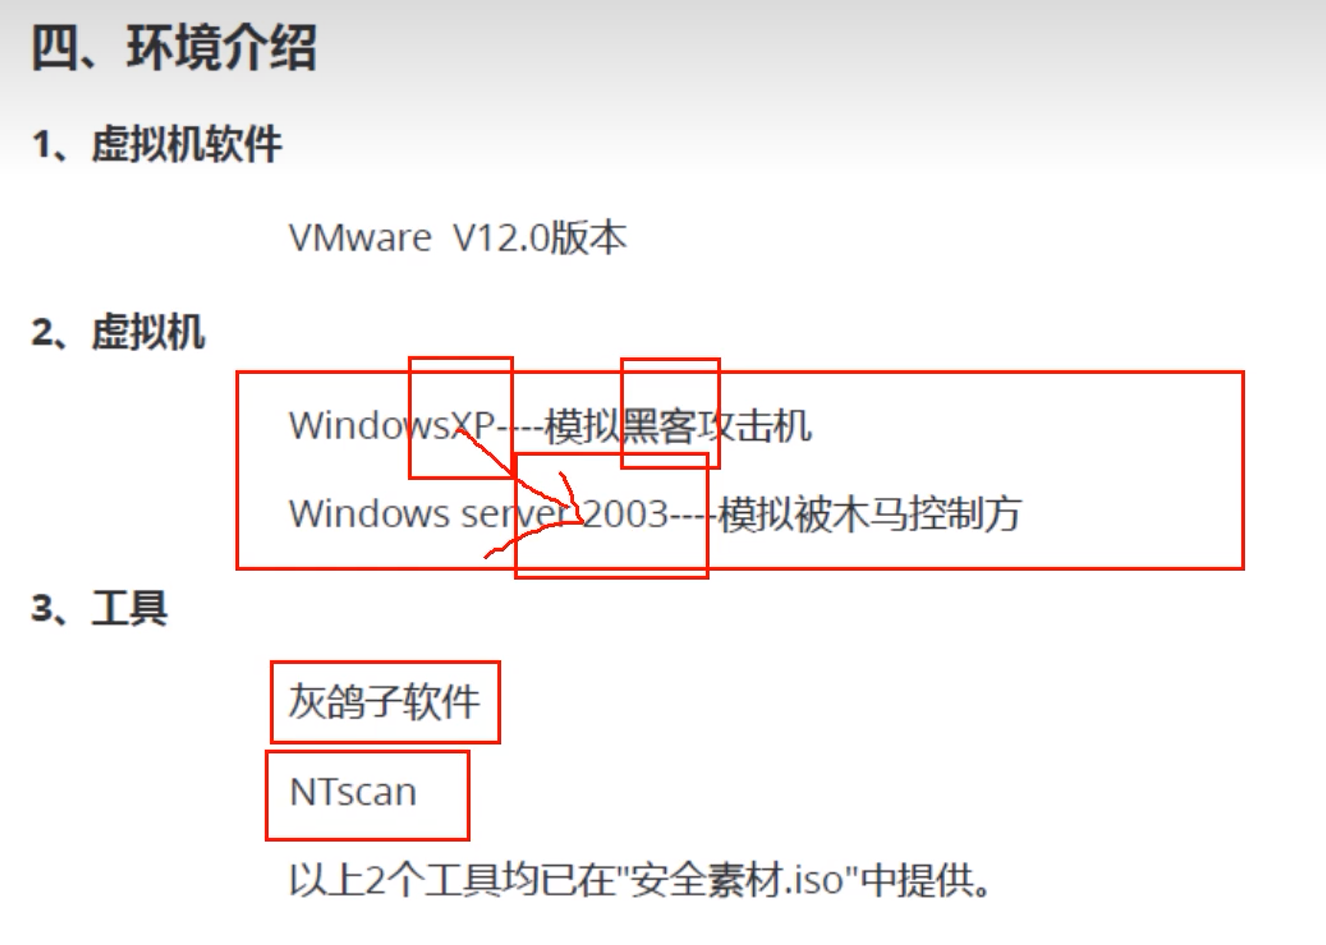 四、环境介绍
1、虚拟机软件
VMware  V12.0版本
2、虚拟机
WindowsXP----模拟黑客攻击机
Windows server 2003----模拟被木马控制方
3、工具
灰鸽子软件
NTscan
以上2个工具均已在"安全素材.iso"中提供。